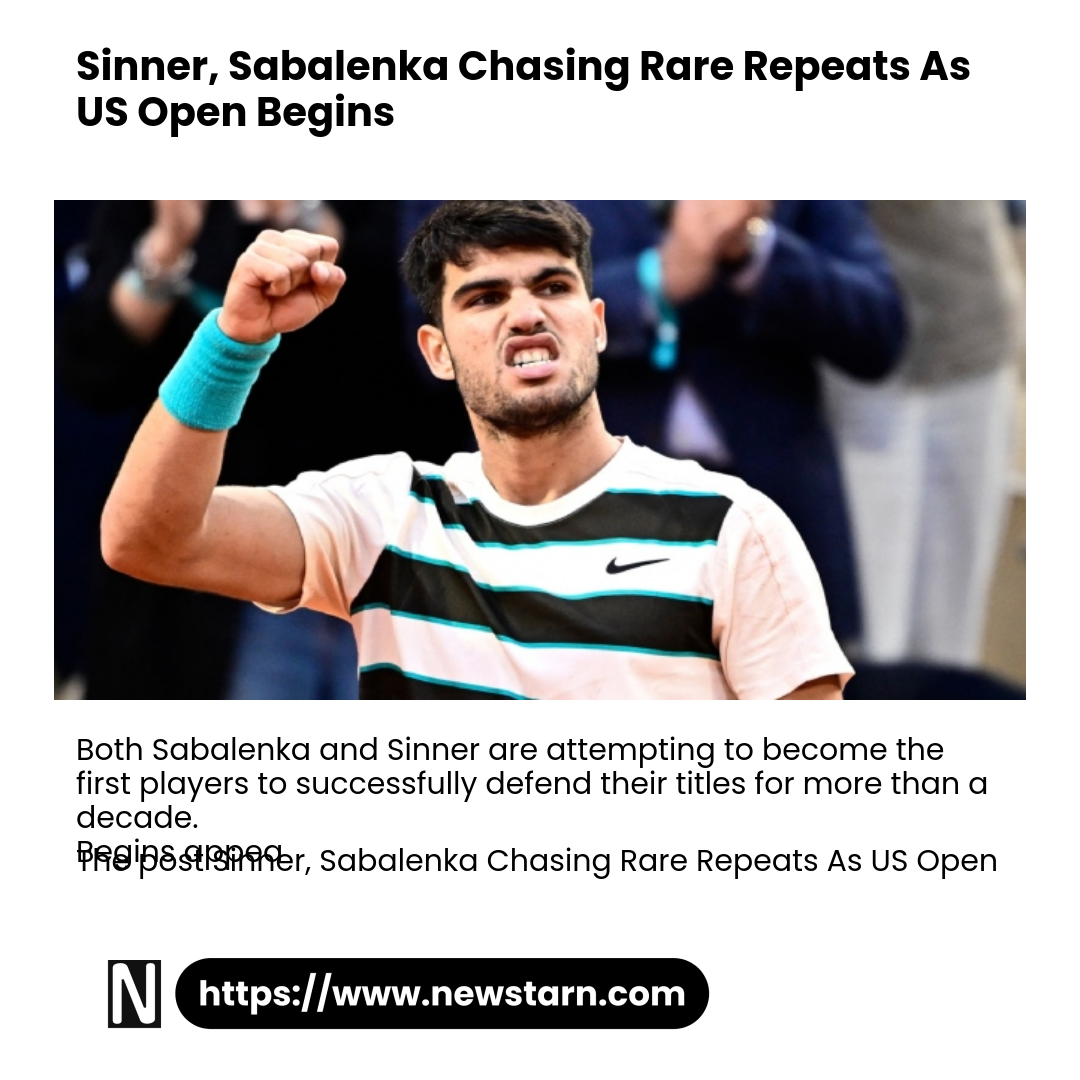 Sinner, Sabalenka Chasing Rare Repeats As
US Open Begins
Both Sabalenka and Sinner are attempting to become the
first players to successfully defend their titles for more than a
decade.
Begins appea
The post Sinner, Sabalenka Chasing Rare Repeats As US Open
N
https://www.newstarn.com